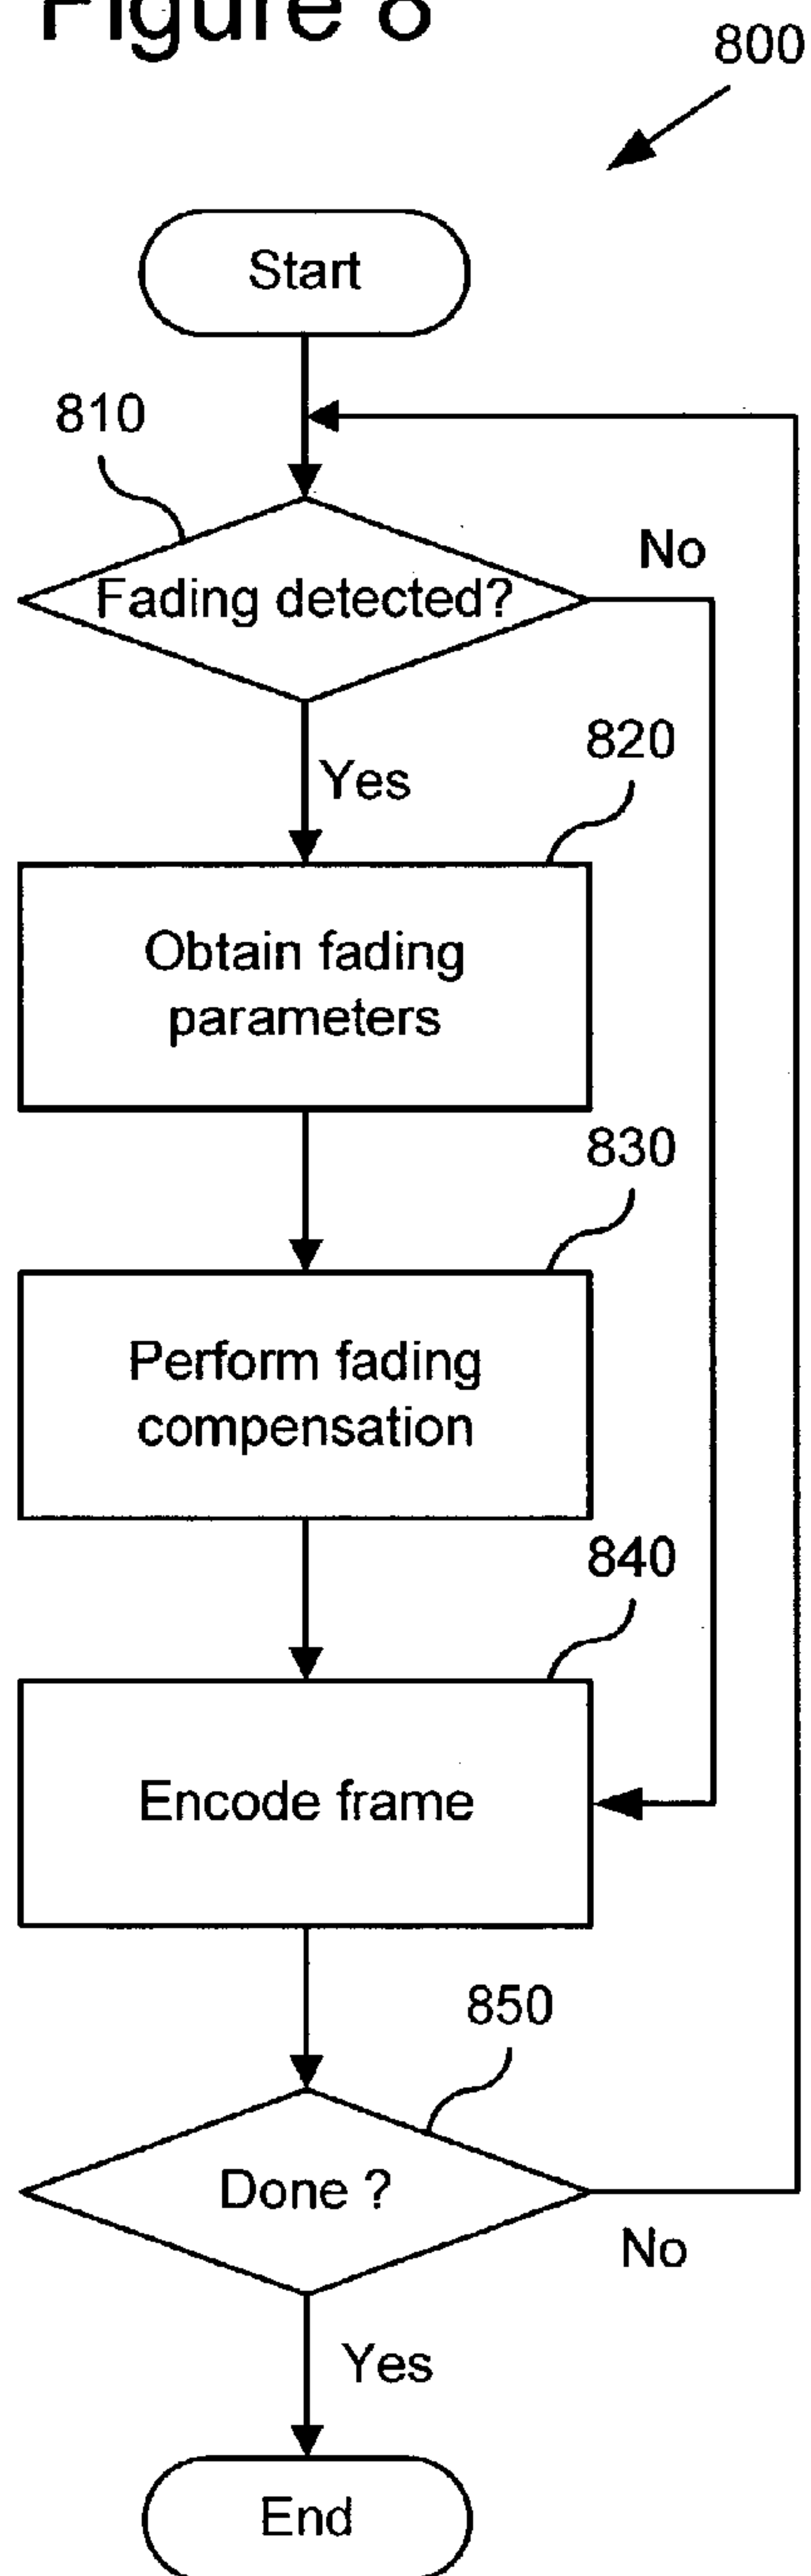 Figure 8
800
Start
810
Fading detected?
No
Yes
820
Obtain fading
parameters
830
Perform fading
compensation
840
Encode frame
850
Done ?
No
Yes
End